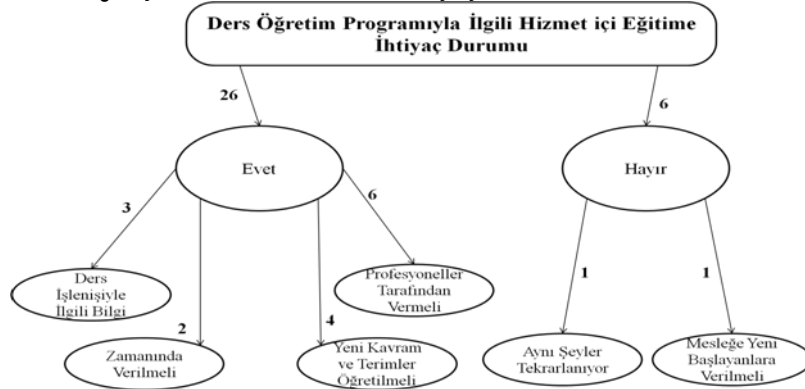 Ders Öğretim Programıyla İlgili Hizmet içi Eğitime
İhtiyaç Durumu
26
6
Evet
Hayır
3
2
4
6
1
1
Ders
İşlenişiyle
İlgili Bilgi
Zamanında
Verilmeli
Yeni Kavram
ve Terimler
Öğretilmeli
Profesyoneller
Tarafından
Vermeli
Aynı Şeyler
Tekrarlanıyor
Mesleğe Yeni
Başlayanlara
Verilmeli